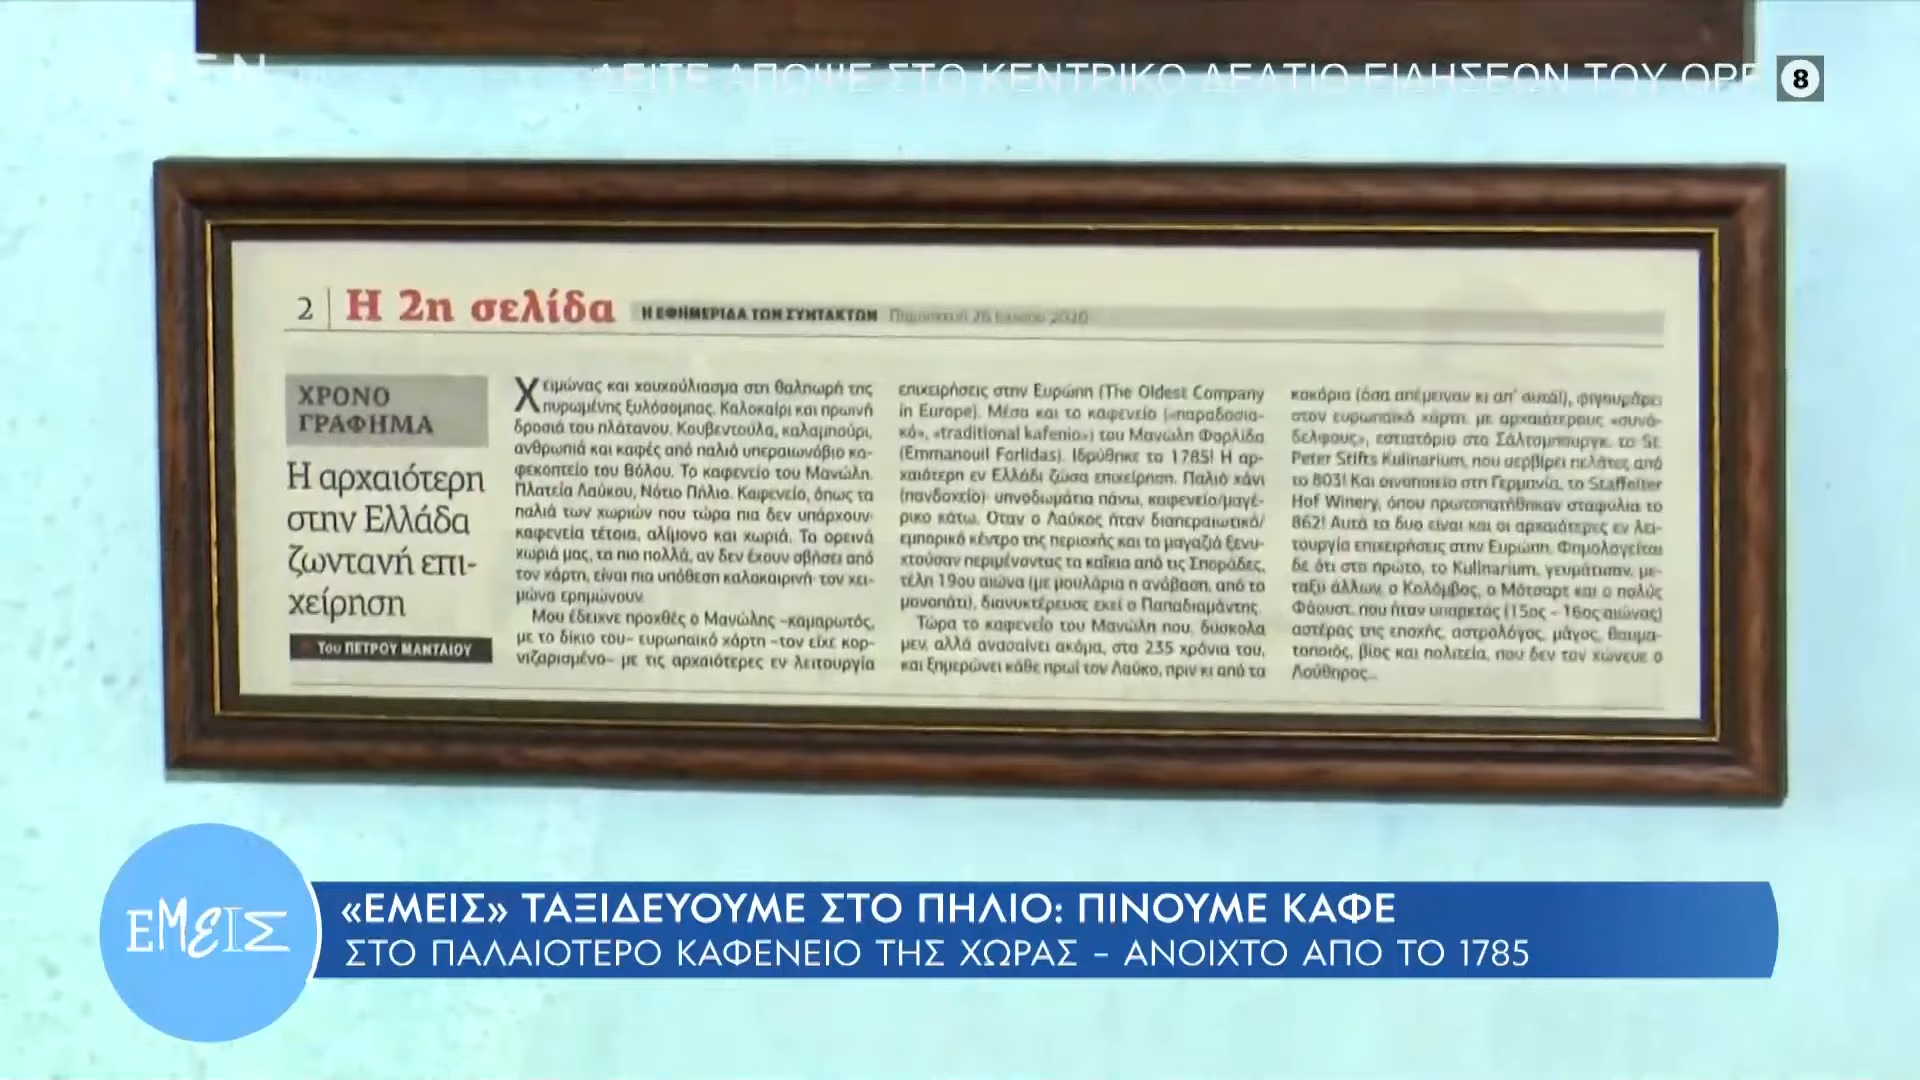 ΔΕΙΤΕ ΑΠΟΨΕ ΣΤΟ ΚΕΝΤΡΙΚΟ ΔΕΛΤΙΟ ΕΙΔΗΣΕΩΝ ΤΟΥ OPE
8
2 Η 2η σελίδα Η ΕΦΗΜΕΡΙΔΑ ΤΩΝ ΣΥΝΤΑΚΤΩΝ
ΧΡΟΝΟ
ΓΡΑΦΗΜΑ
Η αρχαιότερη
στην Ελλάδα
ζωντανή επι-
χείρηση
Του ΠΕΤΡΟΥ ΜΑΝΤΑΙΟΥ
Χειμώνας και κουκούλιασμα στη θαλπωρή της
πυρωμένης ξυλόσομπας. Καλοκαίρι και πρωινή
δροσιά του πλάτανου. Κουβεντούλα, καλαμπούρι,
ανθρωπιά και καφές από παλιό υπεραιωνόβιο κα-
φεκοπτείο του Βόλου. Το καφενείο του Μανώλη.
Πλατεία Λαύκου, Νότιο Πήλιο. Καφενείο, όπως τα
παλιά των χωριών που τώρα πια δεν υπάρχουν·
καφενεία τέτοια, αλίμονο και χωριά. Τα ορεινά
χωριά μας, τα πιο πολλά, αν δεν έχουν σβήσει από
τον χάρτη, είναι πια υπόθεση καλοκαιρινή· τον χει-
μώνα ερημώνουν.
Μου έδειχνε προχθές ο Μανώλης –καμαρωτός,
με το δίκιο του– ευρωπαϊκό χάρτη –τον είχε κορ-
νιζαρισμένο– με τις αρχαιότερες εν λειτουργία
επιχειρήσεις στην Ευρώπη (The Oldest Company
in Europe). Μέσα και το καφενείο («παραδοσια-
κό», «traditional kafenio») του Μανώλη Φορλίδα
(Emmanouil Forlidas). Ιδρύθηκε το 1785! Η αρ-
χαιότερη εν Ελλάδι ζώσα επιχείρηση. Παλιό χάνι
(πανδοχείο)· υπνοδωμάτια πάνω, καφενείο/μαγέ-
ρικο κάτω. Οταν ο Λαύκος ήταν διαπεραιωτικό/
εμπορικό κέντρο της περιοχής και τα μαγαζιά ξενυ-
χτούσαν περιμένοντας τα καΐκια από τις Σποράδες,
τέλη 19ου αιώνα (με μουλάρια η ανάβαση, από το
μονοπάτι), διανυκτέρευσε εκεί ο Παπαδιαμάντης.
Τώρα το καφενείο του Μανώλη που, δύσκολα
μεν, αλλά ανασαίνει ακόμα, στα 235 χρόνια του,
και ξημερώνει κάθε πρωί τον Λαύκο, πριν κι από τα
κοκόρια (όσα απέμειναν κι απ' αυτά!), φιγουράρει
στον ευρωπαϊκό χάρτη, με αρχαιότερους «συνα-
δέλφους», εστιατόριο στο Σάλτσμπουργκ, το St.
Peter Stifts Kulinarium, που σερβίρει πελάτες από
το 803! Και οινοποιείο στη Γερμανία, το Staffelter
Hof Winery, όπου πρωτοπατήθηκαν σταφύλια το
862! Αυτά τα δυο είναι και οι αρχαιότερες εν λει-
τουργία επιχειρήσεις στην Ευρώπη. Φημολογείται
δε ότι στο πρώτο, το Kulinarium, γευμάτισαν, με-
ταξύ άλλων, ο Κολόμβος, ο Μότσαρτ και ο πολύς
Φάουστ, που ήταν υπαρκτός (15ος – 16ος αιώνας)
αστέρας της εποχής, αστρολόγος, μάγος, θαυμα-
τοποιός, βίος και πολιτεία, που δεν τον χώνευε ο
Λούθηρος...
ΕΜΕΙΣ
«ΕΜΕΙΣ» ΤΑΞΙΔΕΥΟΥΜΕ ΣΤΟ ΠΗΛΙΟ: ΠΙΝΟΥΜΕ ΚΑΦΕ
ΣΤΟ ΠΑΛΑΙΟΤΕΡΟ ΚΑΦΕΝΕΙΟ ΤΗΣ ΧΩΡΑΣ – ΑΝΟΙΧΤΟ ΑΠΟ ΤΟ 1785